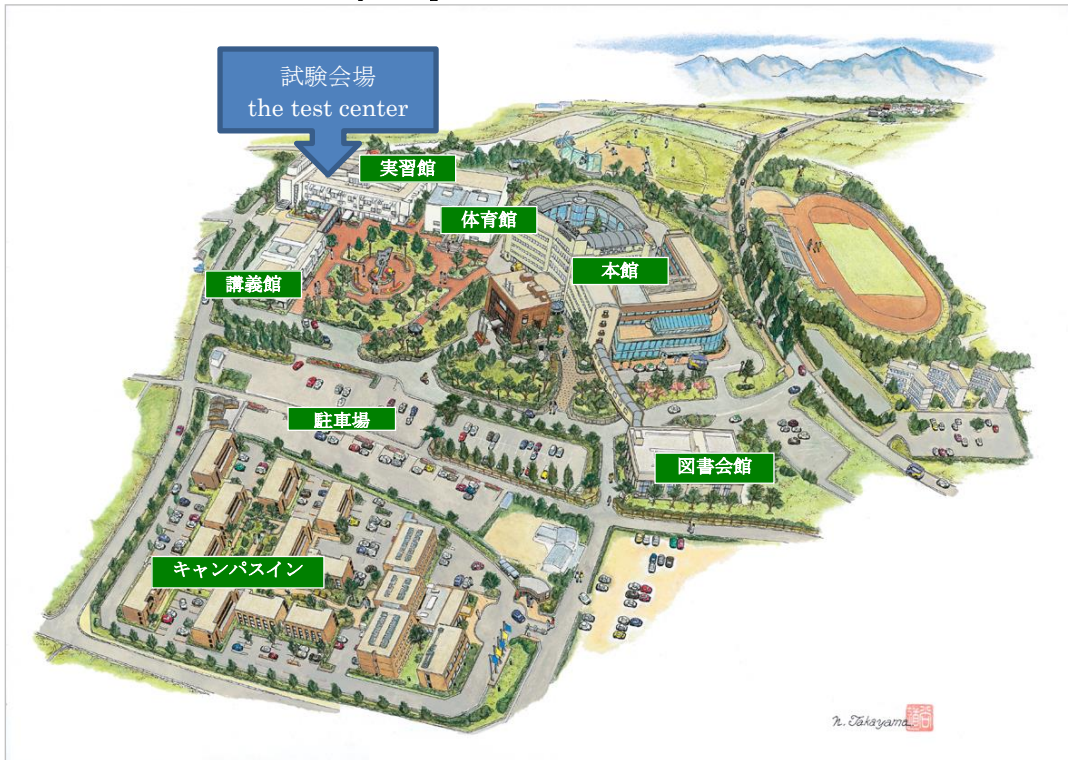 試験会場
the test center
実習館
体育館
本館
講義館
駐車場
図書会館
キャンパスイン
n. Takayama